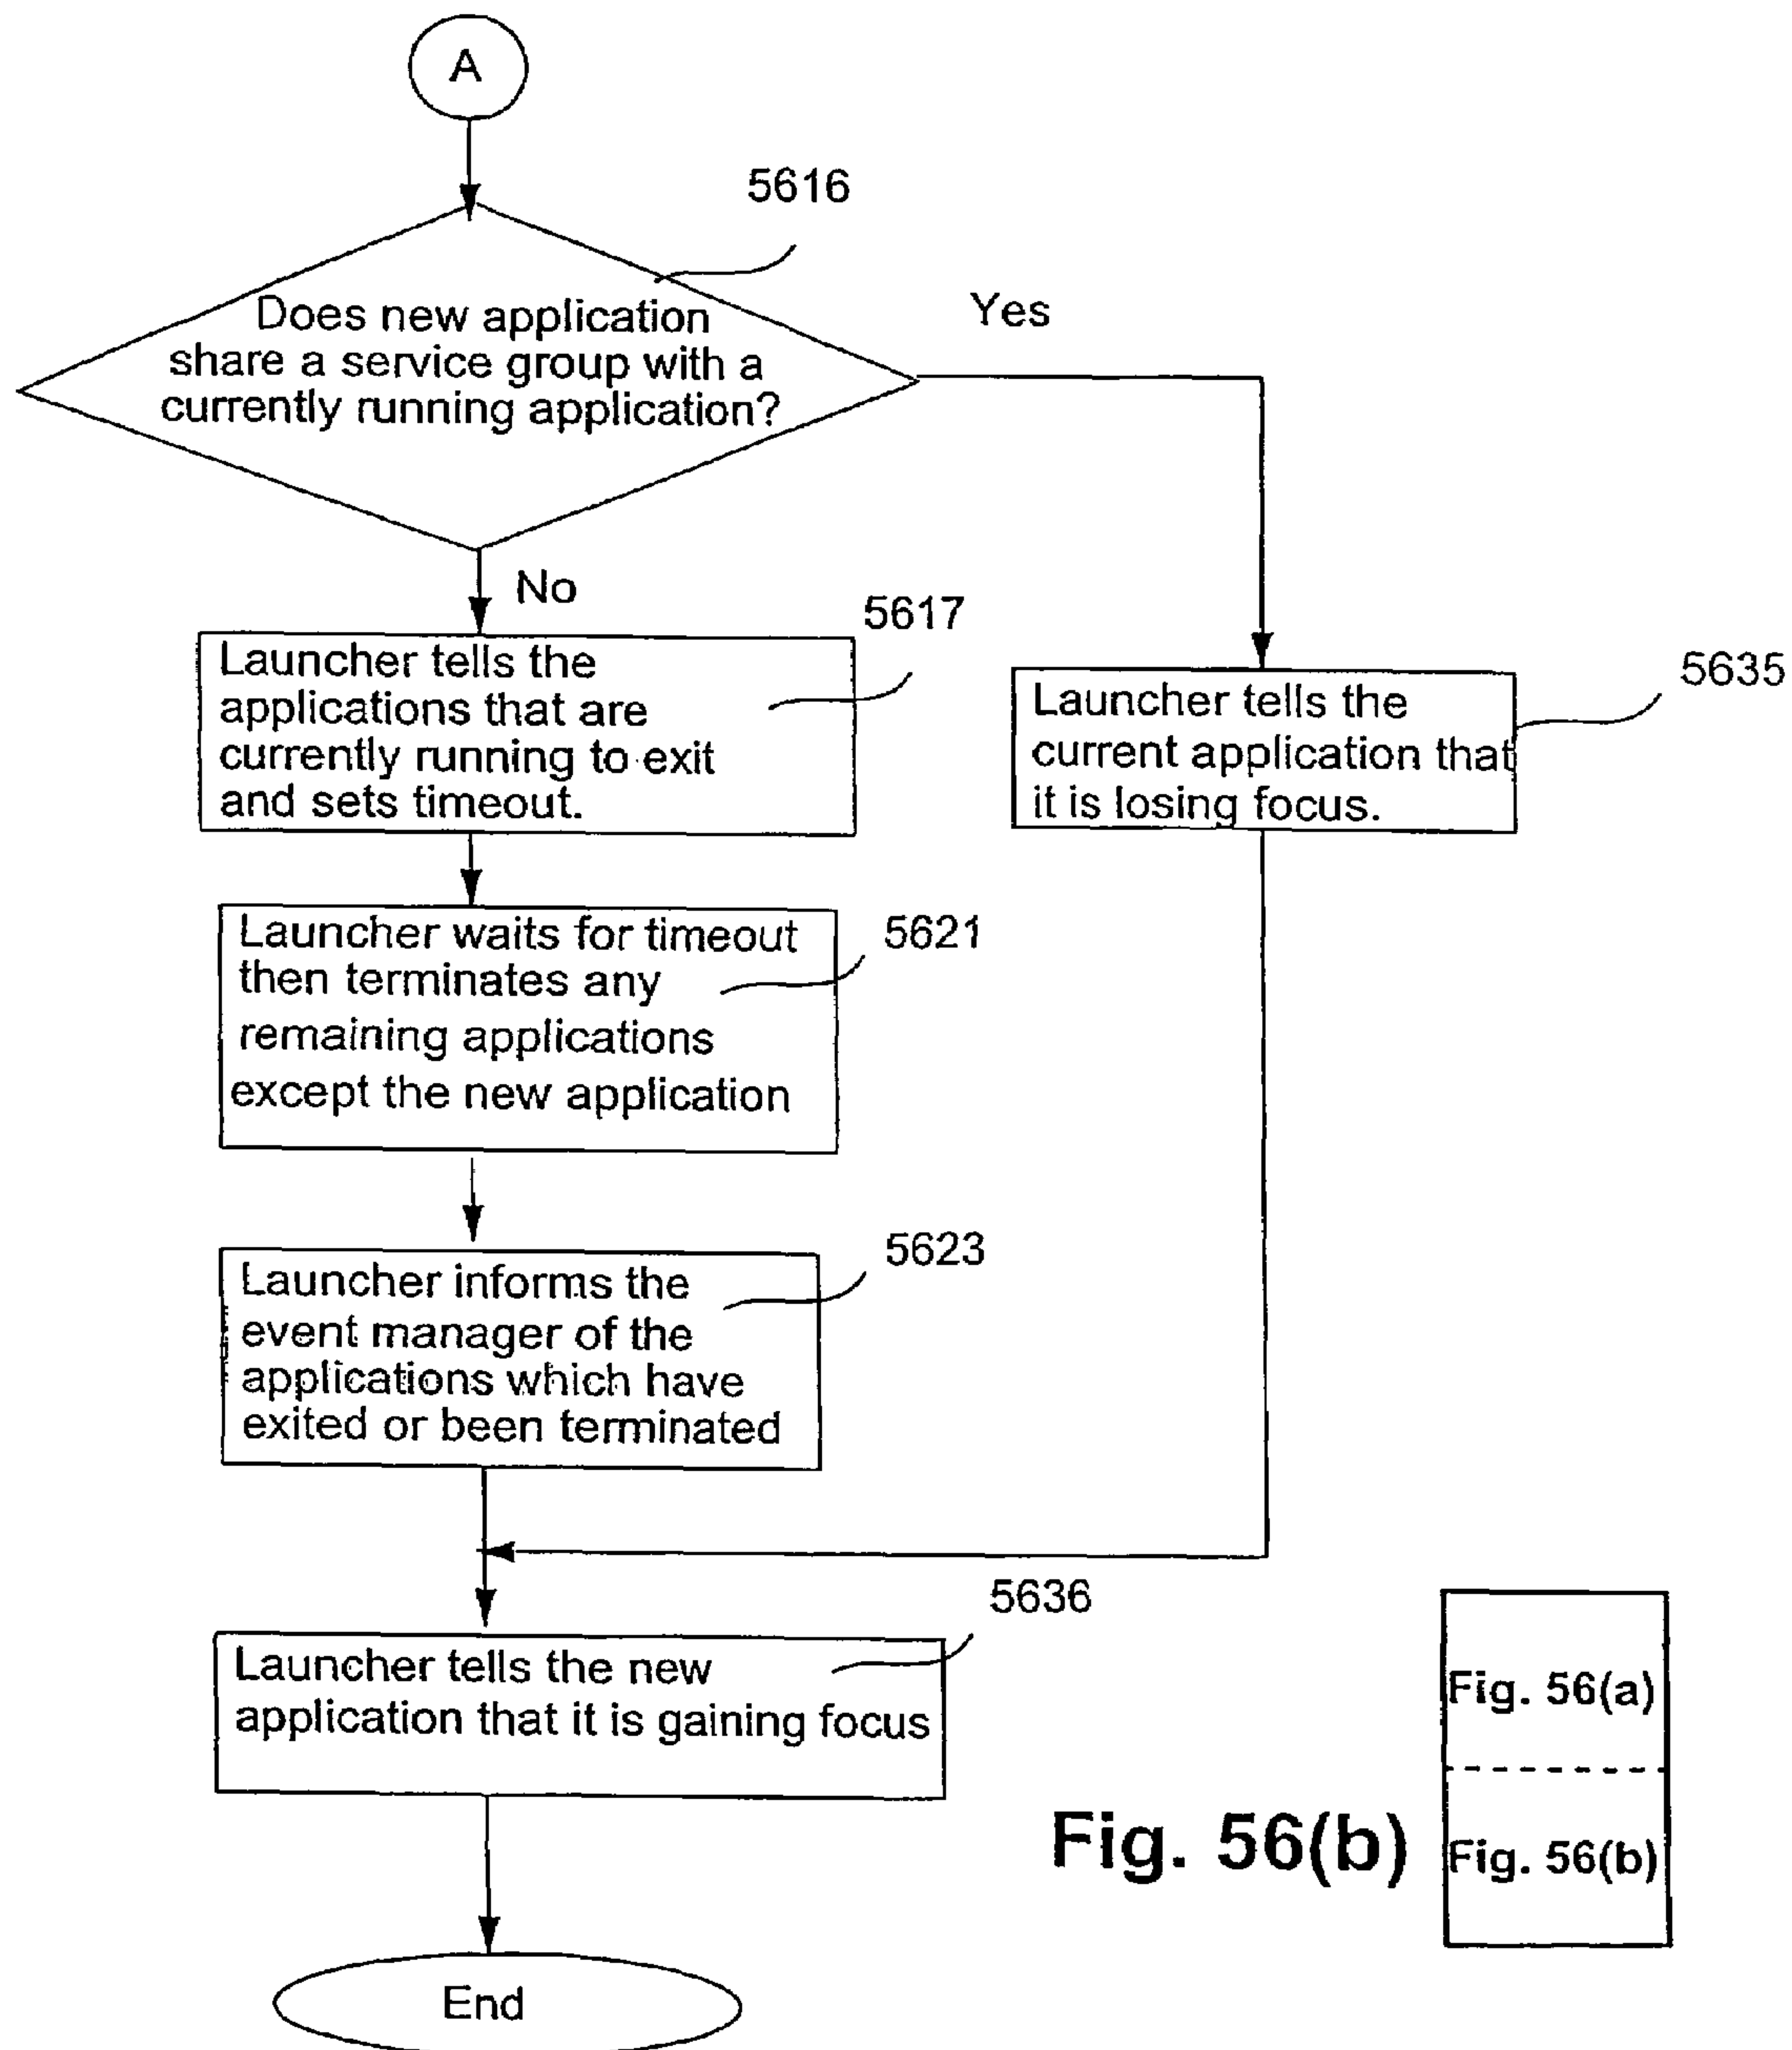 A
5616
Does new application
share a service group with a
currently running application?
Yes
No
5617
Launcher tells the
applications that are
currently running to exit
and sets timeout.
5635
Launcher tells the
current application that
it is losing focus.
5621
Launcher waits for timeout
then terminates any
remaining applications
except the new application
5623
Launcher informs the
event manager of the
applications which have
exited or been terminated
5636
Launcher tells the new
application that it is gaining focus
End
Fig. 56(b)
Fig. 56(a)
Fig. 56(b)